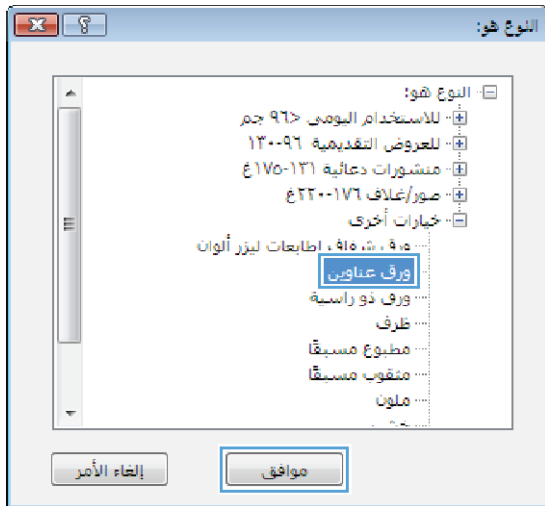 النوع هو:
النوع هو:
للاستخدام اليومي <٩٦ جم
للعروض التقديمية ٩٦-١٣٠
منشورات دعائية ١٣١-١٧٥غ
صور/غلاف ١٧٦-٢٢٠غ
خيارات أخرى
ورق شفاف لطابعات ليزر ألوان
ورق عناوين
ورق ذو راسية
ظرف
مطبوع مسبقًا
مثقوب مسبقًا
ملون
موافق
إلغاء الأمر